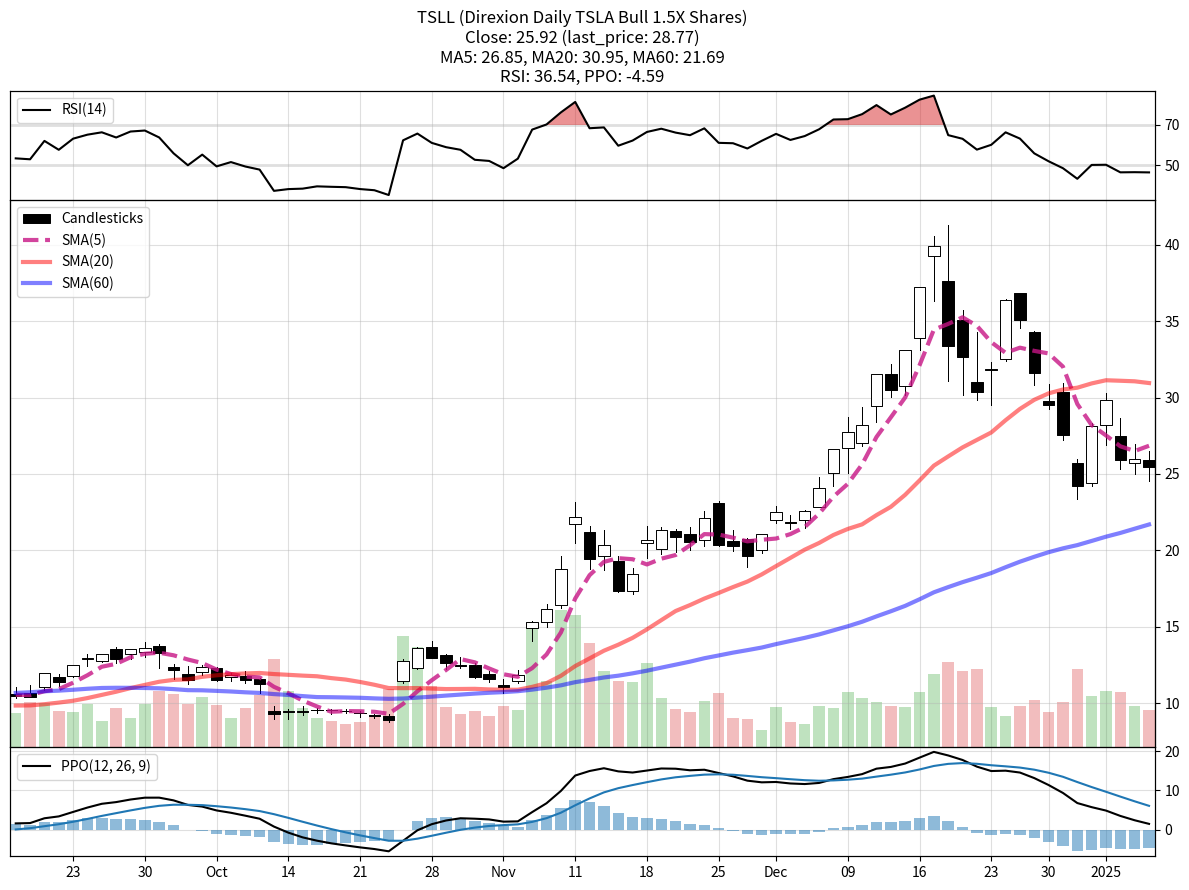 TSLL (Direxion Daily TSLA Bull 1.5X Shares)
Close: 25.92 (last_price: 28.77)
MA5: 26.85, MA20: 30.95, MA60: 21.69
RSI: 36.54, PPO: -4.59
RSI(14)
70
50
Candlesticks
SMA(5)
SMA(20)
SMA(60)
40
35
30
25
20
15
10
PPO(12, 26, 9)
20
10
0
23 30 Oct 14 21 28 Nov 11 18 25 Dec 09 16 23 30 2025